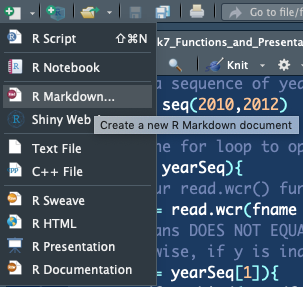 Go to file/f
R Script ⇧⌘N
k7_Functions_and_Presenta
R Notebook
Knit
R Markdown...
a sequence of yea
seq(2010,2012)
Shiny Web
Create a new R Markdown document
me for loop to op
Text File
yearSeq){
C++ File
ur read.wcr() fun
R Sweave
= read.wcr(fname
R HTML
ans DOES NOT EQUA
R Presentation
wise, if y is ind
R Documentation
= yearSeq[1]){